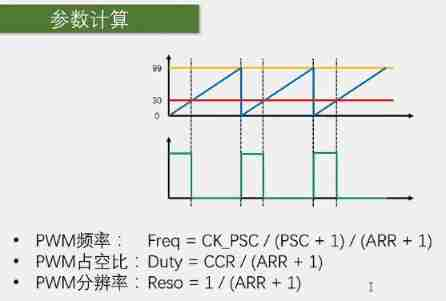 参数计算
99
30
0
• PWM频率： Freq = CK_PSC / (PSC + 1) / (ARR + 1)
• PWM占空比： Duty = CCR / (ARR + 1)
• PWM分辨率： Reso = 1 / (ARR + 1)